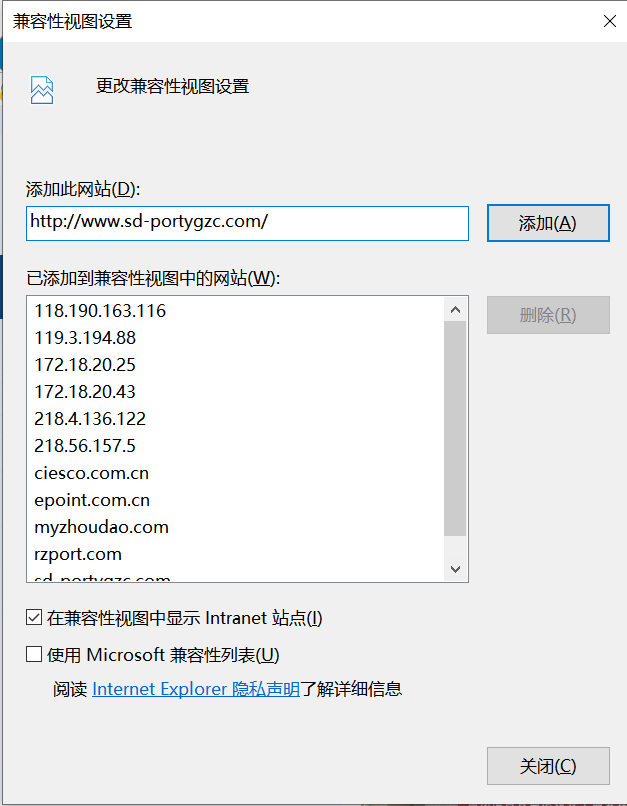 兼容性视图设置
更改兼容性视图设置
添加此网站(D):
http://www.sd-portygzc.com/
添加(A)
已添加到兼容性视图中的网站(W):
118.190.163.116
119.3.194.88
172.18.20.25
172.18.20.43
218.4.136.122
218.56.157.5
ciesco.com.cn
epoint.com.cn
myzhoudao.com
rzport.com
sd-portygzc.com
删除(R)
在兼容性视图中显示 Intranet 站点(I)
使用 Microsoft 兼容性列表(U)
阅读 Internet Explorer 隐私声明了解详细信息
关闭(C)